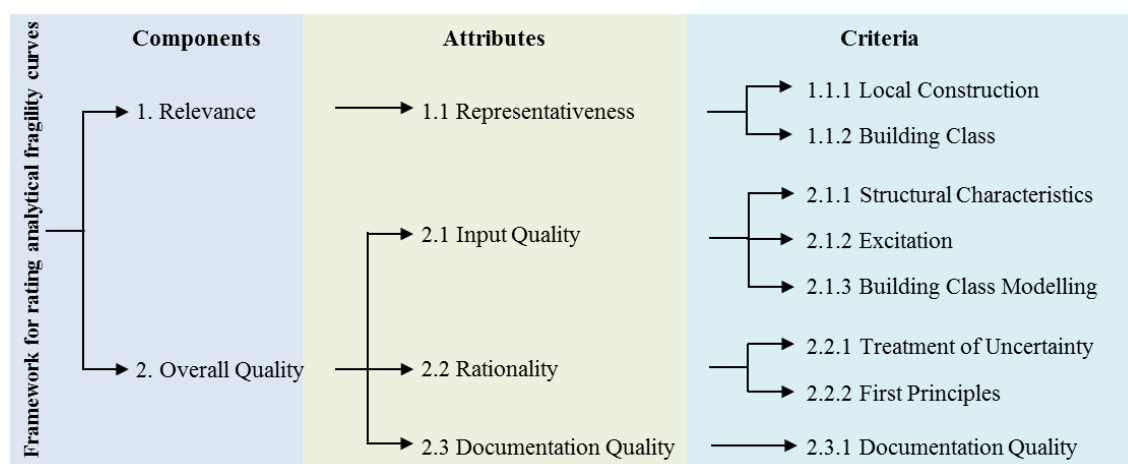 Framework for rating analytical fragility curves
Components
Attributes
Criteria
1. Relevance
1.1 Representativeness
1.1.1 Local Construction
1.1.2 Building Class
2. Overall Quality
2.1 Input Quality
2.1.1 Structural Characteristics
2.1.2 Excitation
2.1.3 Building Class Modelling
2.2 Rationality
2.2.1 Treatment of Uncertainty
2.2.2 First Principles
2.3 Documentation Quality
2.3.1 Documentation Quality